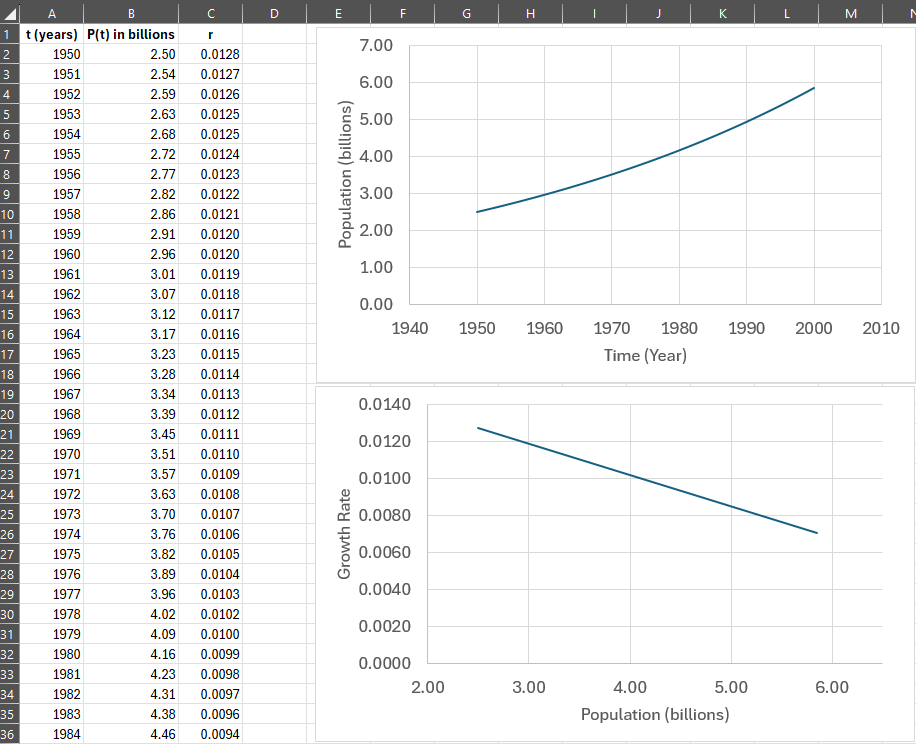 A B C D E F G H I J K L M N
1 t (years) P(t) in billions r
2 1950 2.50 0.0128
3 1951 2.54 0.0127
4 1952 2.59 0.0126
5 1953 2.63 0.0125
6 1954 2.68 0.0125
7 1955 2.72 0.0124
8 1956 2.77 0.0123
9 1957 2.82 0.0122
10 1958 2.86 0.0121
11 1959 2.91 0.0120
12 1960 2.96 0.0120
13 1961 3.01 0.0119
14 1962 3.07 0.0118
15 1963 3.12 0.0117
16 1964 3.17 0.0116
17 1965 3.23 0.0115
18 1966 3.28 0.0114
19 1967 3.34 0.0113
20 1968 3.39 0.0112
21 1969 3.45 0.0111
22 1970 3.51 0.0110
23 1971 3.57 0.0109
24 1972 3.63 0.0108
25 1973 3.70 0.0107
26 1974 3.76 0.0106
27 1975 3.82 0.0105
28 1976 3.89 0.0104
29 1977 3.96 0.0103
30 1978 4.02 0.0102
31 1979 4.09 0.0100
32 1980 4.16 0.0099
33 1981 4.23 0.0098
34 1982 4.31 0.0097
35 1983 4.38 0.0096
36 1984 4.46 0.0094
7.00
6.00
5.00
4.00
3.00
2.00
1.00
0.00
Population (billions)
1940 1950 1960 1970 1980 1990 2000 2010
Time (Year)
0.0140
0.0120
0.0100
0.0080
0.0060
0.0040
0.0020
0.0000
Growth Rate
2.00 3.00 4.00 5.00 6.00
Population (billions)